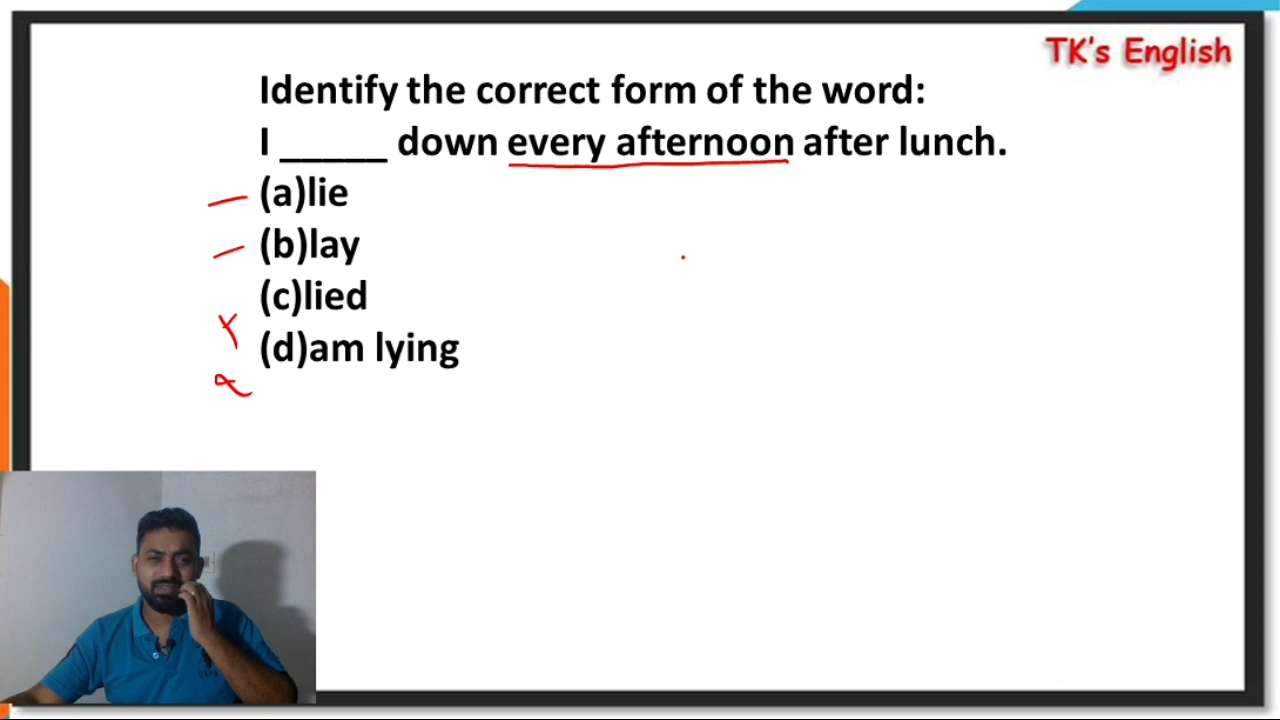 TK's English
Identify the correct form of the word:
I _____ down every afternoon after lunch.
(a)lie
(b)lay
(c)lied
(d)am lying